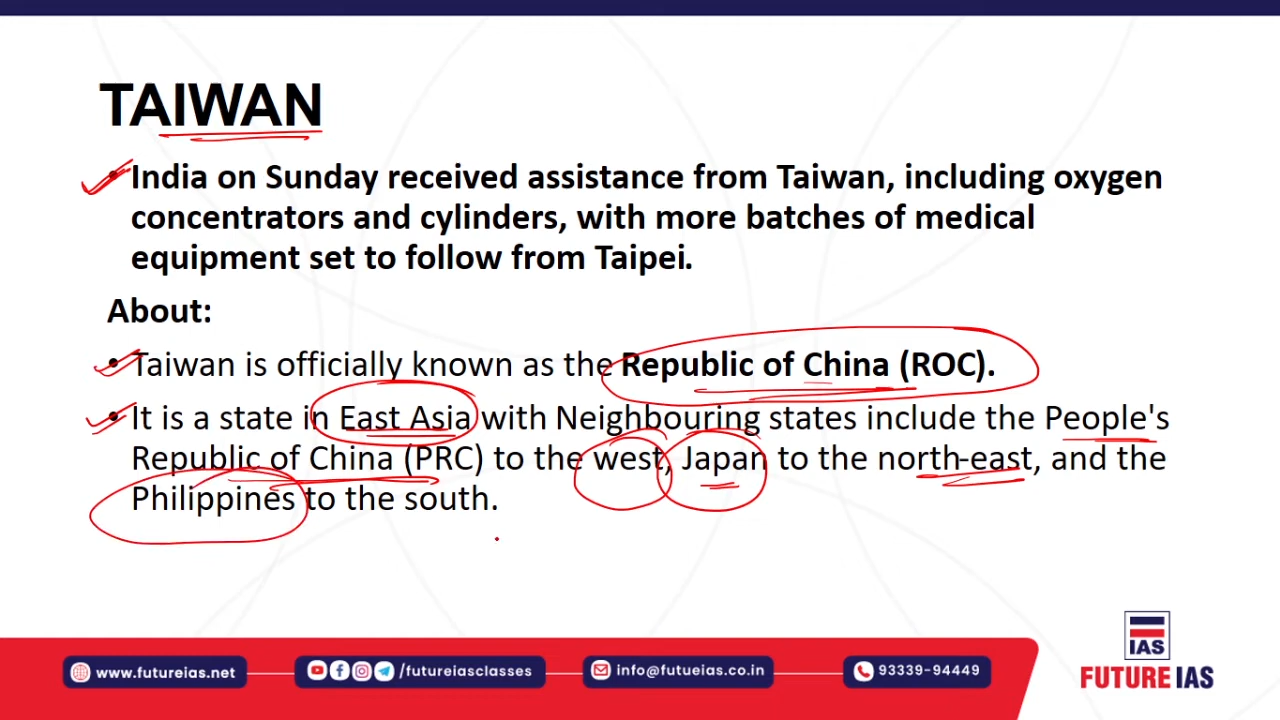 TAIWAN
• India on Sunday received assistance from Taiwan, including oxygen
concentrators and cylinders, with more batches of medical
equipment set to follow from Taipei.
About:
• Taiwan is officially known as the Republic of China (ROC).
• It is a state in East Asia with Neighbouring states include the People's
Republic of China (PRC) to the west, Japan to the north-east, and the
Philippines to the south.
IAS
www.futureias.net /futureiasclasses info@futueias.co.in 93339-94449 FUTURE IAS